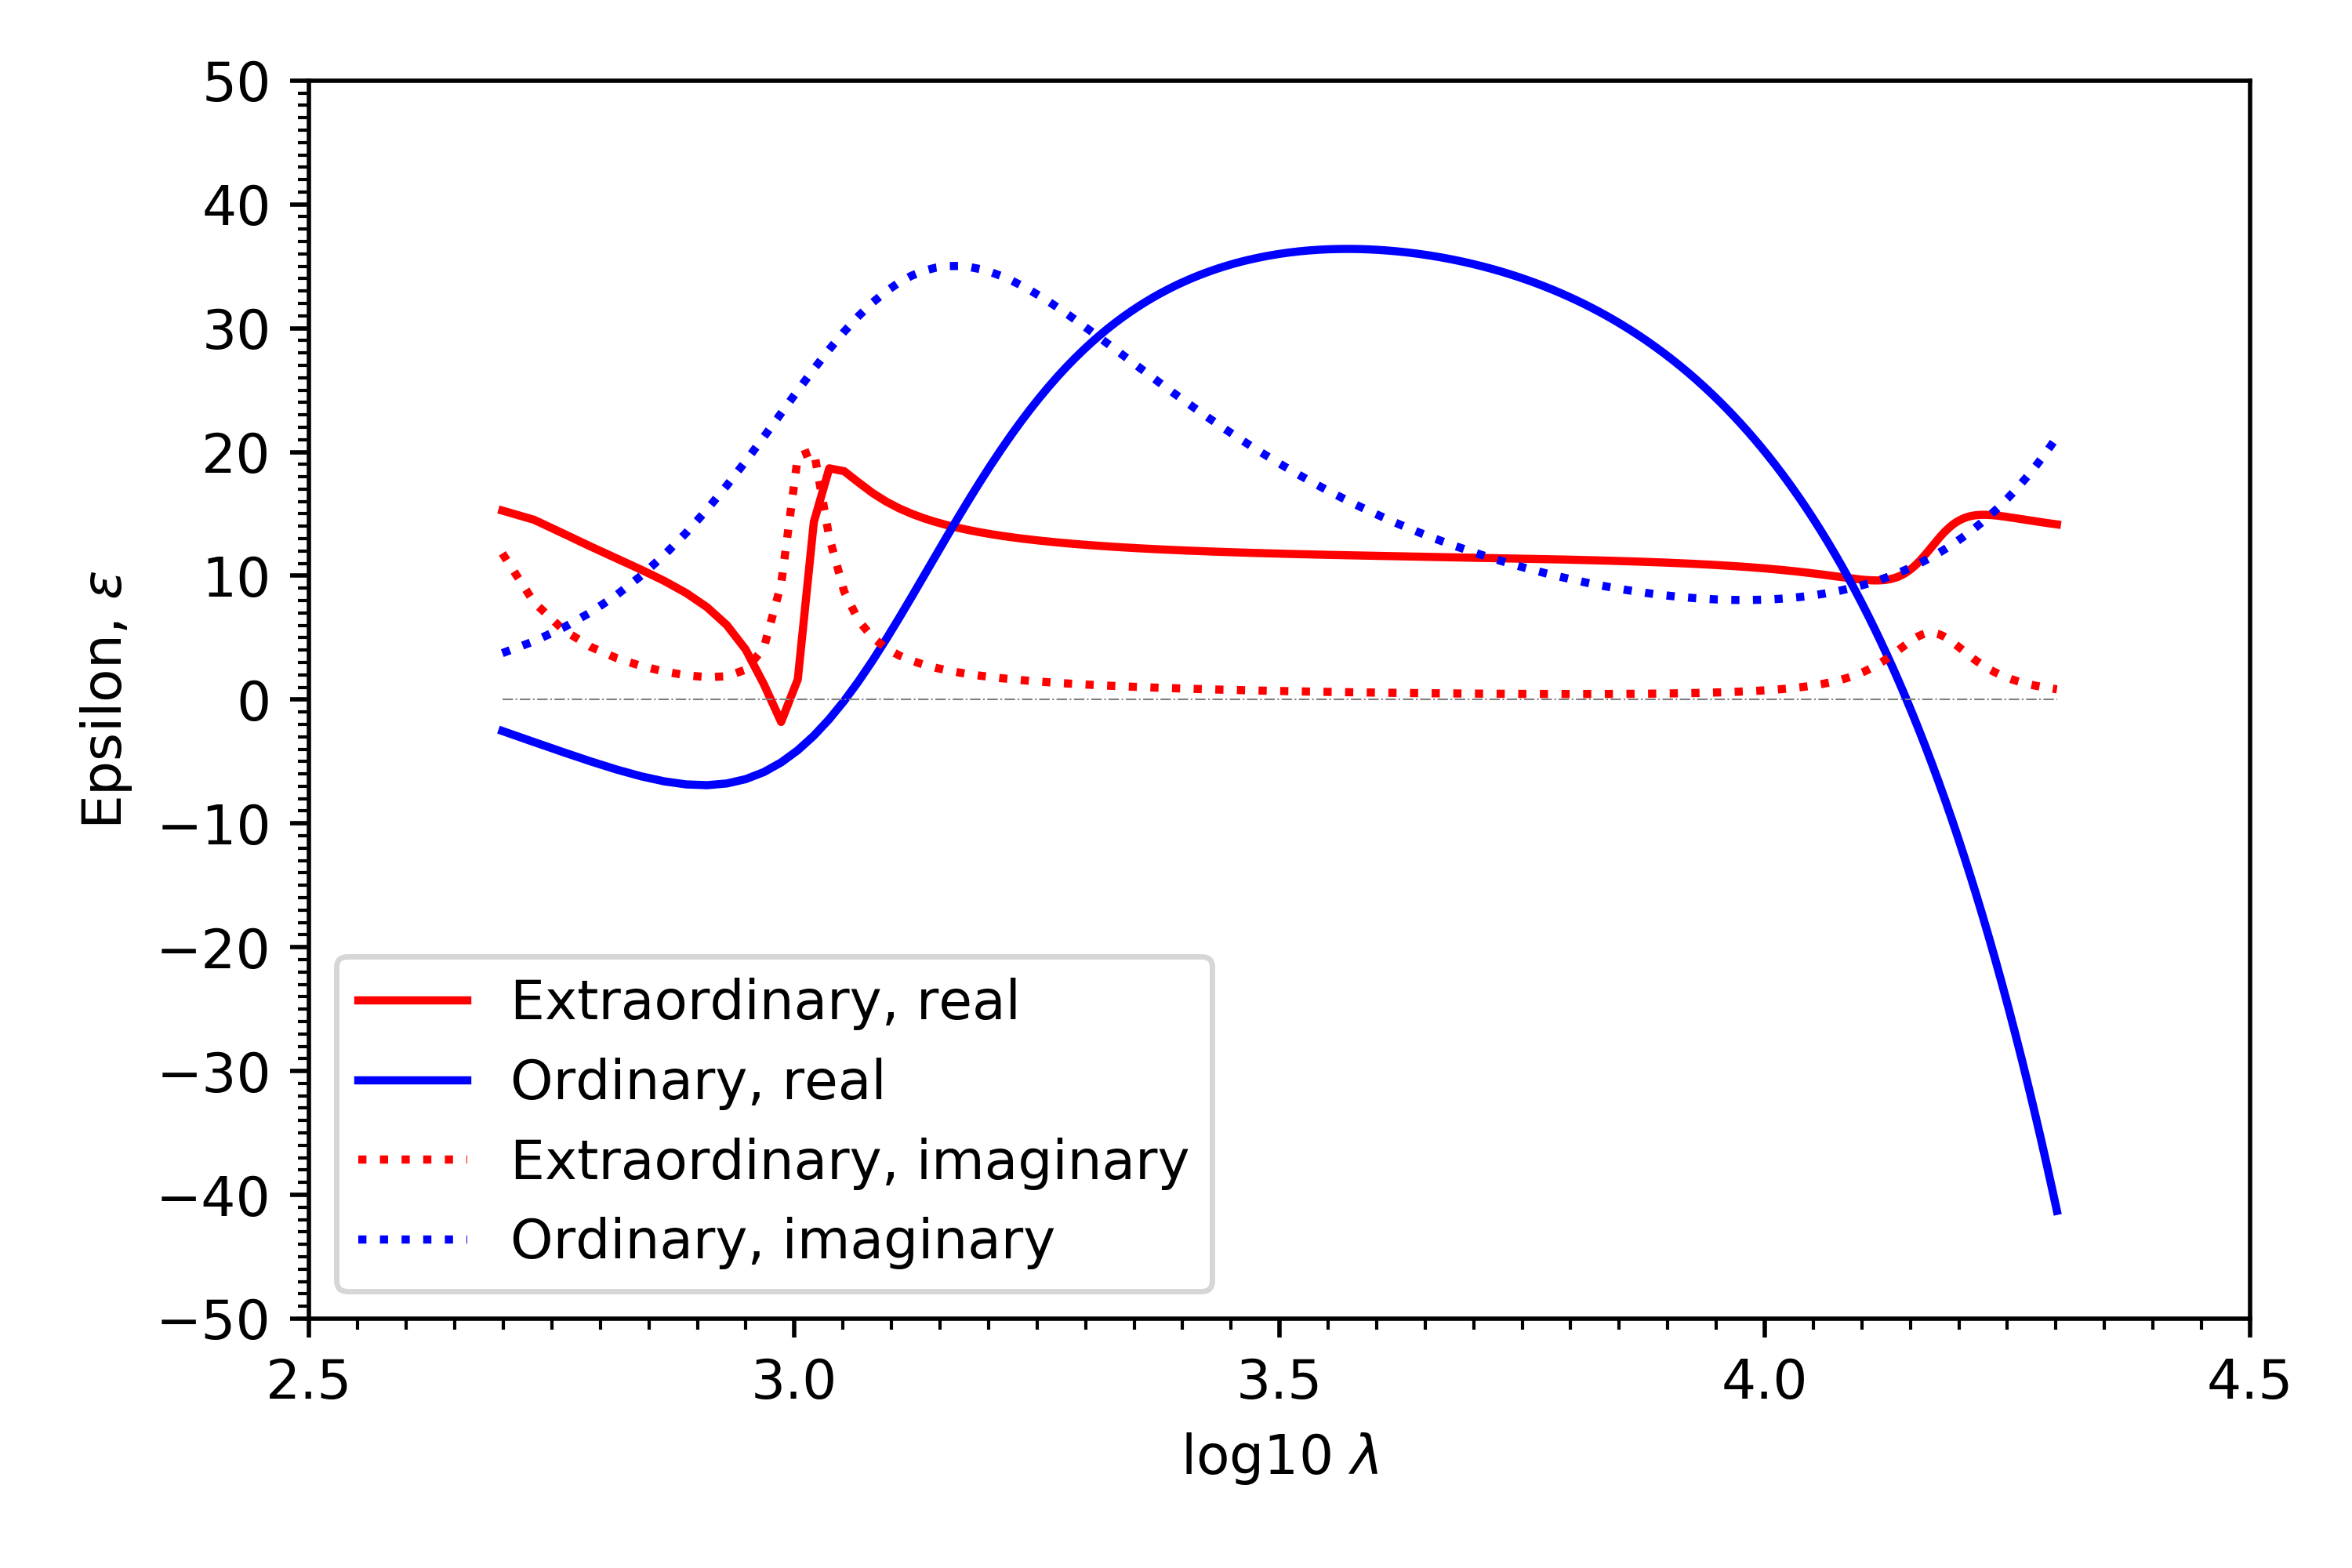 50
40
30
20
10
0
−10
−20
−30
−40
−50
Epsilon, ε
Extraordinary, real
Ordinary, real
Extraordinary, imaginary
Ordinary, imaginary
2.5 3.0 3.5 4.0 4.5
log10 λ